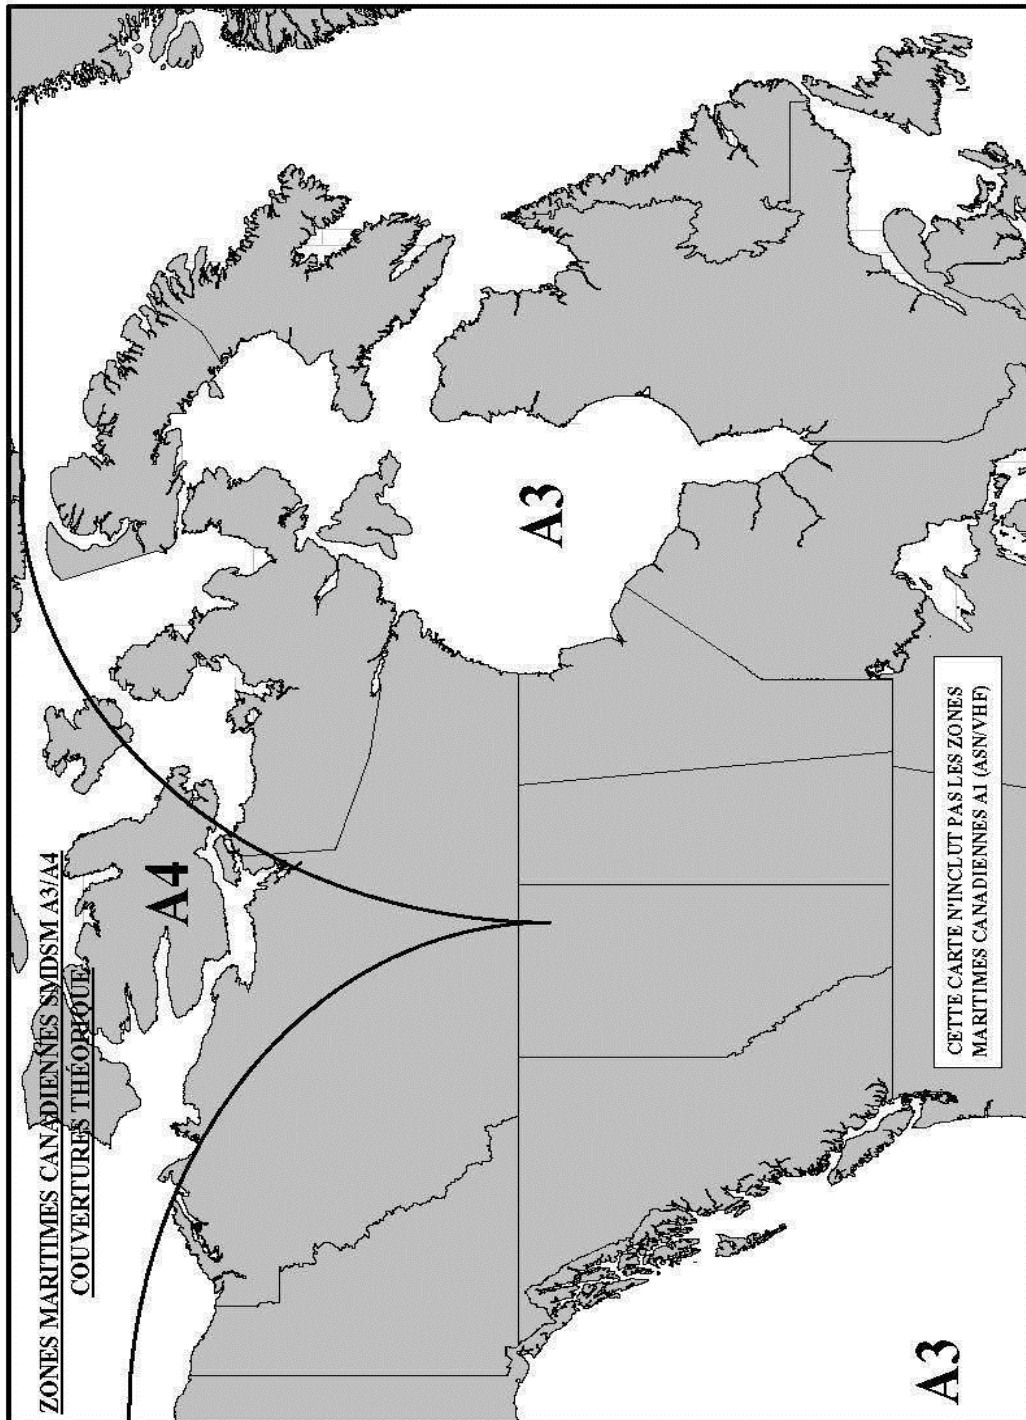 ZONES MARITIMES CANADIENNES SMDSM A3/A4
COUVERTURES THÉORIQUE
A4
A3
A3
CETTE CARTE N'INCLUT PAS LES ZONES
MARITIMES CANADIENNES A1 (ASN/VHF)